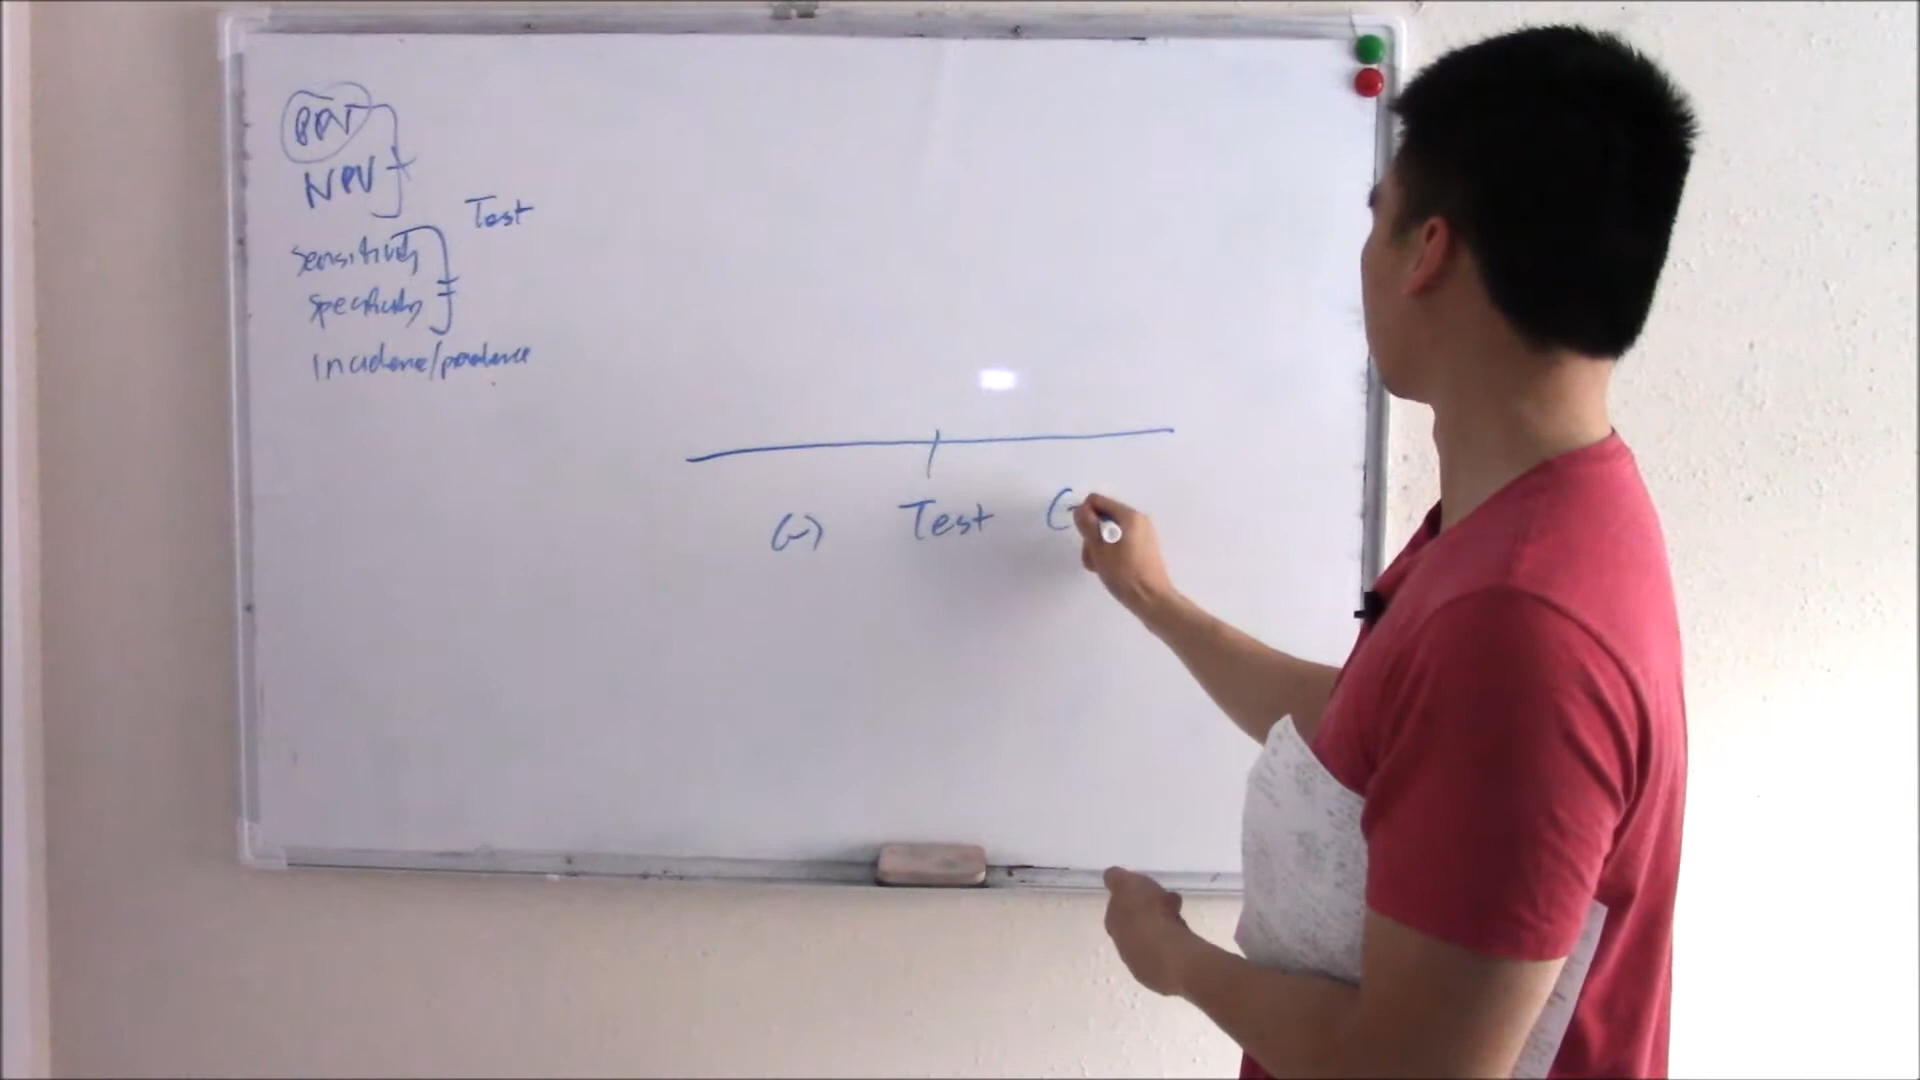 PPV
NPV
Test
Sensitivity
Specificity
Incidence/prevalence
(-) Test (+